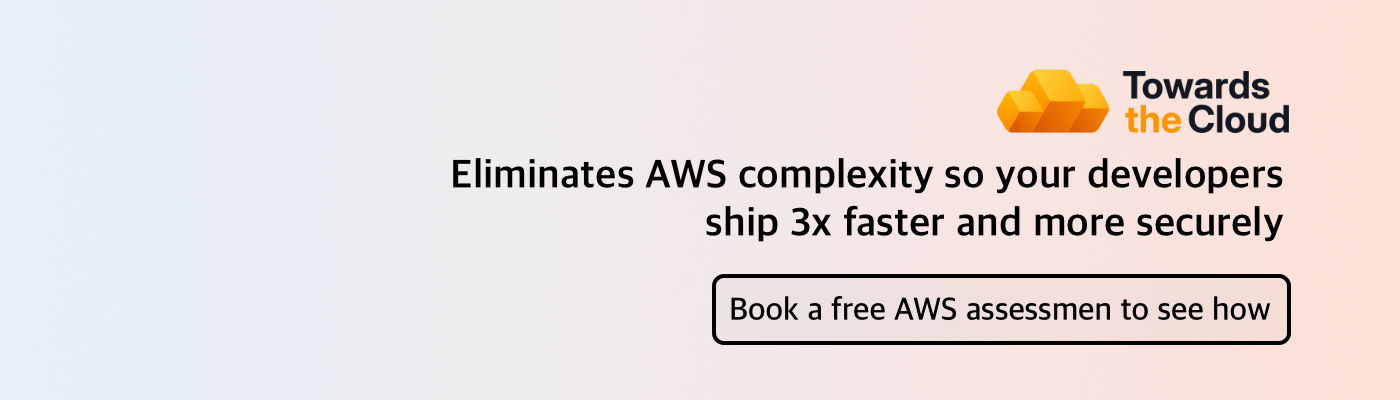 Towards
the Cloud
Eliminates AWS complexity so your developers
ship 3x faster and more securely
Book a free AWS assessmen to see how